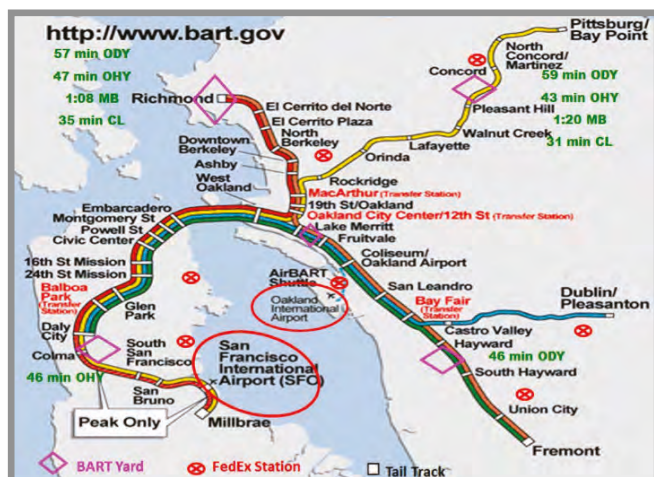 http://www.bart.gov
57 min ODY
47 min OHY
1:08 MB
35 min CL
Richmond
El Cerrito del Norte
El Cerrito Plaza
North
Berkeley
Downtown
Berkeley
Ashby
West
Oakland
Pittsburg/
Bay Point
North
Concord/
Martinez
Concord
59 min ODY
43 min OHY
1:20 MB
31 min CL
Pleasant Hill
Walnut Creek
Lafayette
Orinda
Rockridge
MacArthur (Transfer Station)
19th St/Oakland
Oakland City Center/12th St (Transfer Station)
Lake Merritt
Fruitvale
Coliseum/
Oakland Airport
San Leandro
Bay Fair
(Transfer
Station)
Dublin/
Pleasanton
Castro Valley
Hayward
46 min ODY
South Hayward
Union City
Fremont
Embarcadero
Montgomery St
Powell St
Civic Center
16th St Mission
24th St Mission
Balboa
Park
(Transfer
Station)
Glen
Park
Daly
City
Colma
46 min OHY
South
San
Francisco
San
Bruno
AirBART
Shuttle
Oakland
International
Airport
San
Francisco
International
Airport (SFO)
Peak Only
Millbrae
BART Yard
FedEx Station
Tail Track